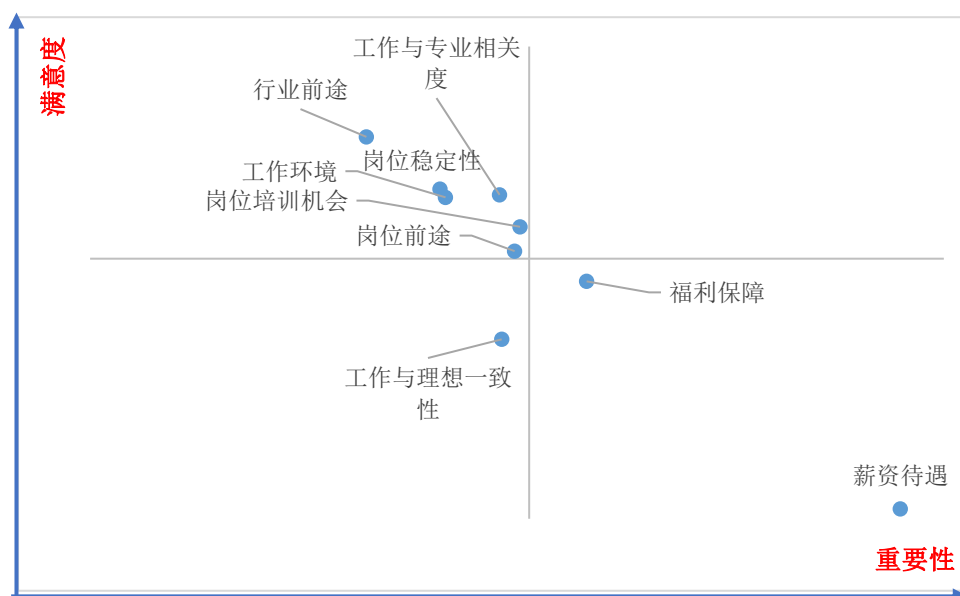 满意度
工作与专业相关
度
行业前途
岗位稳定性
工作环境
岗位培训机会
岗位前途
福利保障
工作与理想一致
性
薪资待遇
重要性